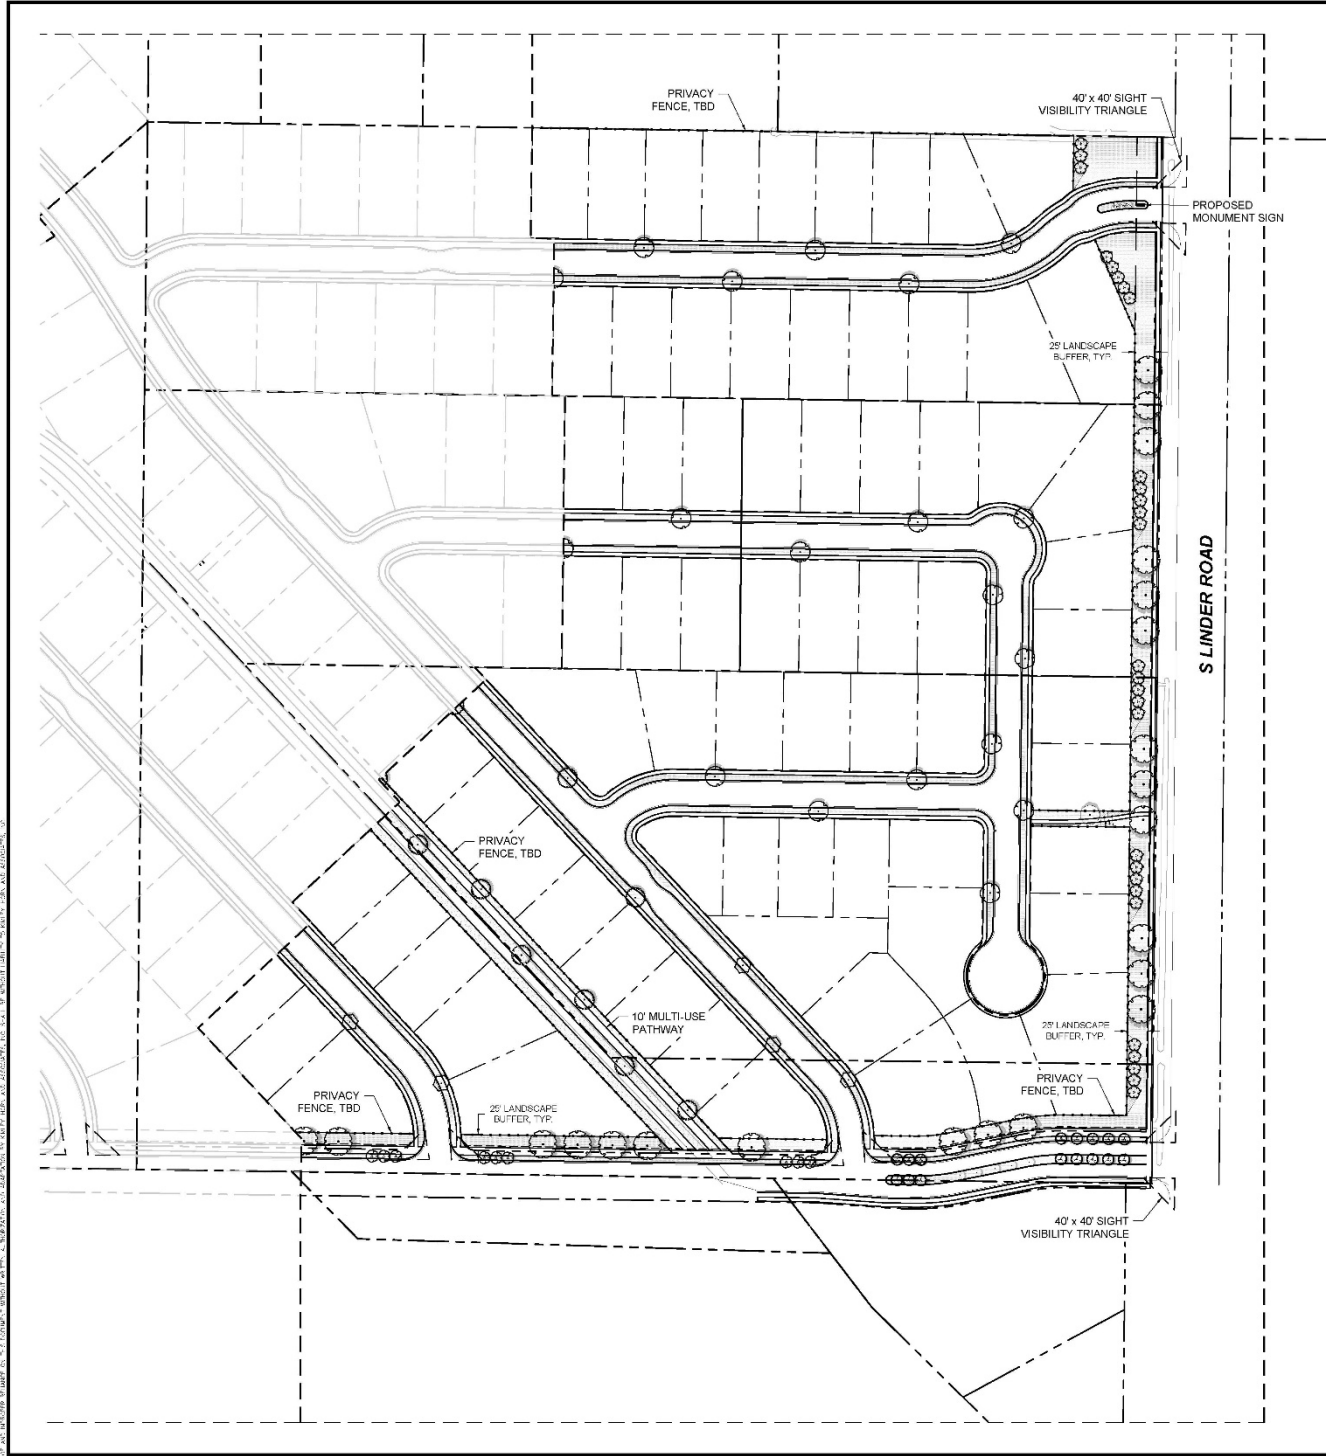 PRIVACY
FENCE, TBD
40' x 40' SIGHT
VISIBILITY TRIANGLE
PROPOSED
MONUMENT SIGN
25' LANDSCAPE
BUFFER, TYP.
S LINDER ROAD
PRIVACY
FENCE, TBD
10' MULTI-USE
PATHWAY
25' LANDSCAPE
BUFFER, TYP.
PRIVACY
FENCE, TBD
PRIVACY
FENCE, TBD
25' LANDSCAPE
BUFFER, TYP.
40' x 40' SIGHT
VISIBILITY TRIANGLE